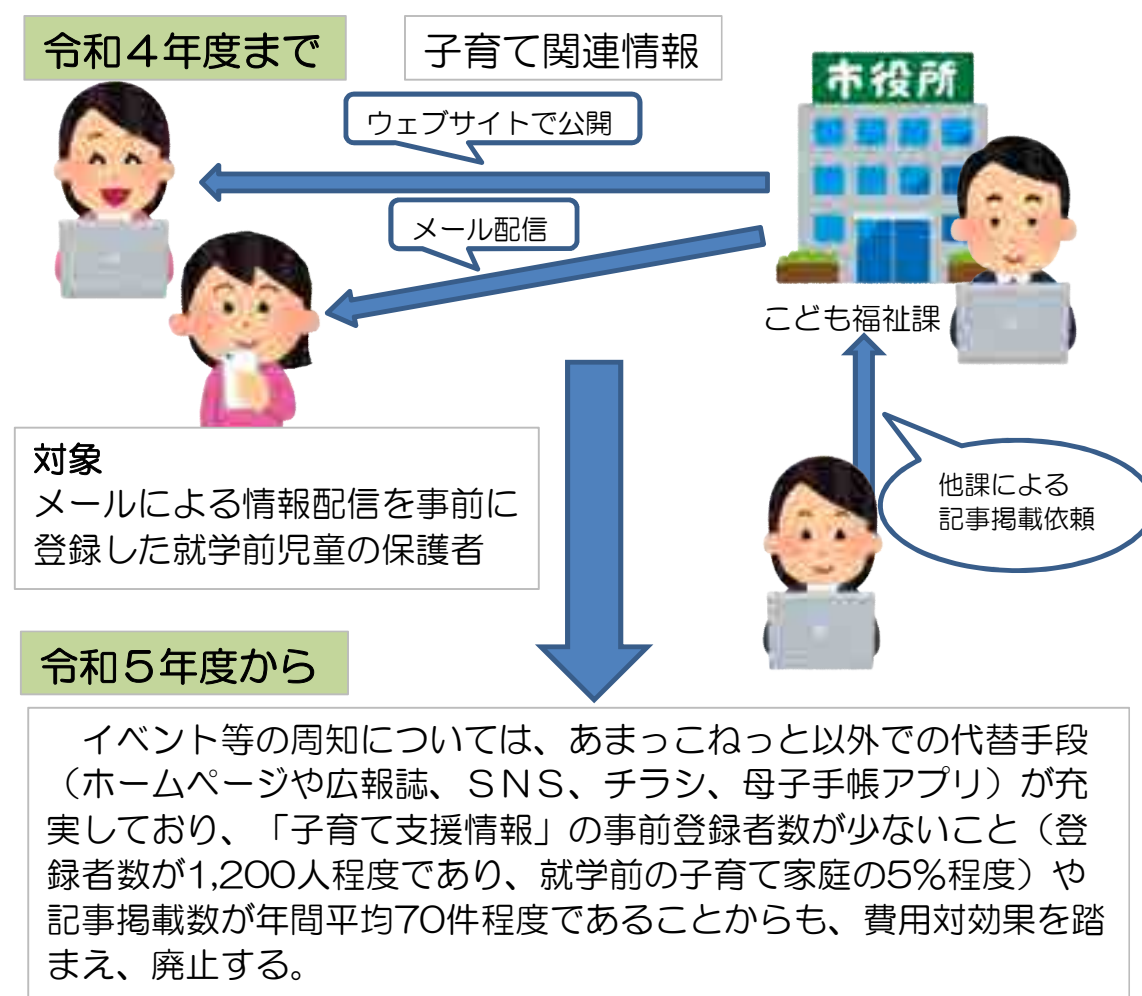 令和４年度まで
子育て関連情報
市役所
ウェブサイトで公開
メール配信
こども福祉課
対象
メールによる情報配信を事前に
登録した就学前児童の保護者
他課による
記事掲載依頼
令和５年度から
　イベント等の周知については、あまっこねっと以外での代替手段
（ホームページや広報誌、ＳＮＳ、チラシ、母子手帳アプリ）が充
実しており、「子育て支援情報」の事前登録者数が少ないこと（登
録者数が1,200人程度であり、就学前の子育て家庭の5%程度）や
記事掲載数が年間平均70件程度であることからも、費用対効果を踏
まえ、廃止する。